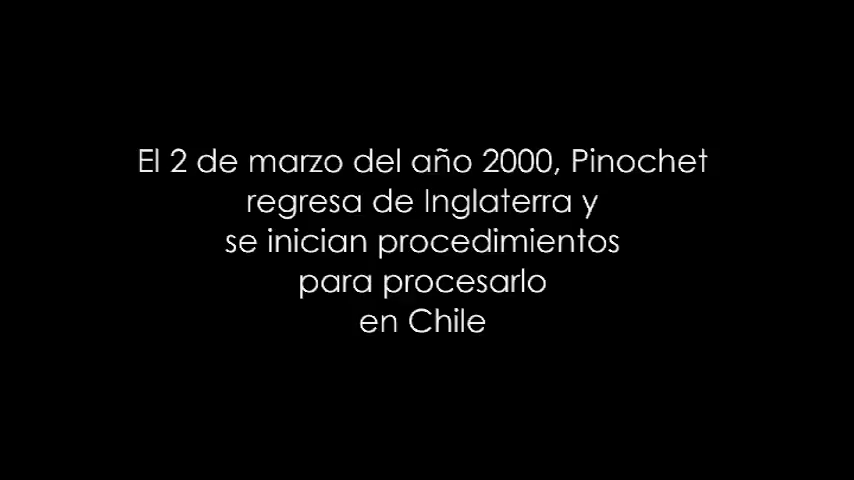 El 2 de marzo del año 2000, Pinochet
regresa de Inglaterra y
se inician procedimientos
para procesarlo
en Chile